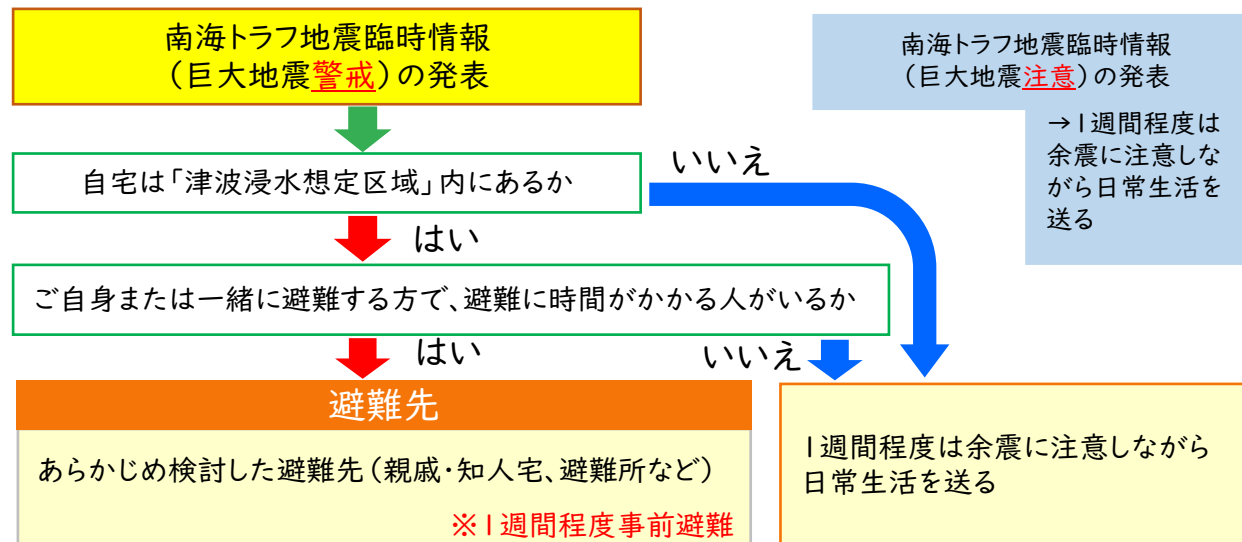 南海トラフ地震臨時情報
（巨大地震警戒）の発表
南海トラフ地震臨時情報
（巨大地震注意）の発表
→1週間程度は
余震に注意しな
がら日常生活を
送る
自宅は「津波浸水想定区域」内にあるか
いいえ
はい
ご自身または一緒に避難する方で、避難に時間がかかる人がいるか
はい
いいえ
避難先
あらかじめ検討した避難先（親戚・知人宅、避難所など）
※1週間程度事前避難
1週間程度は余震に注意しながら
日常生活を送る